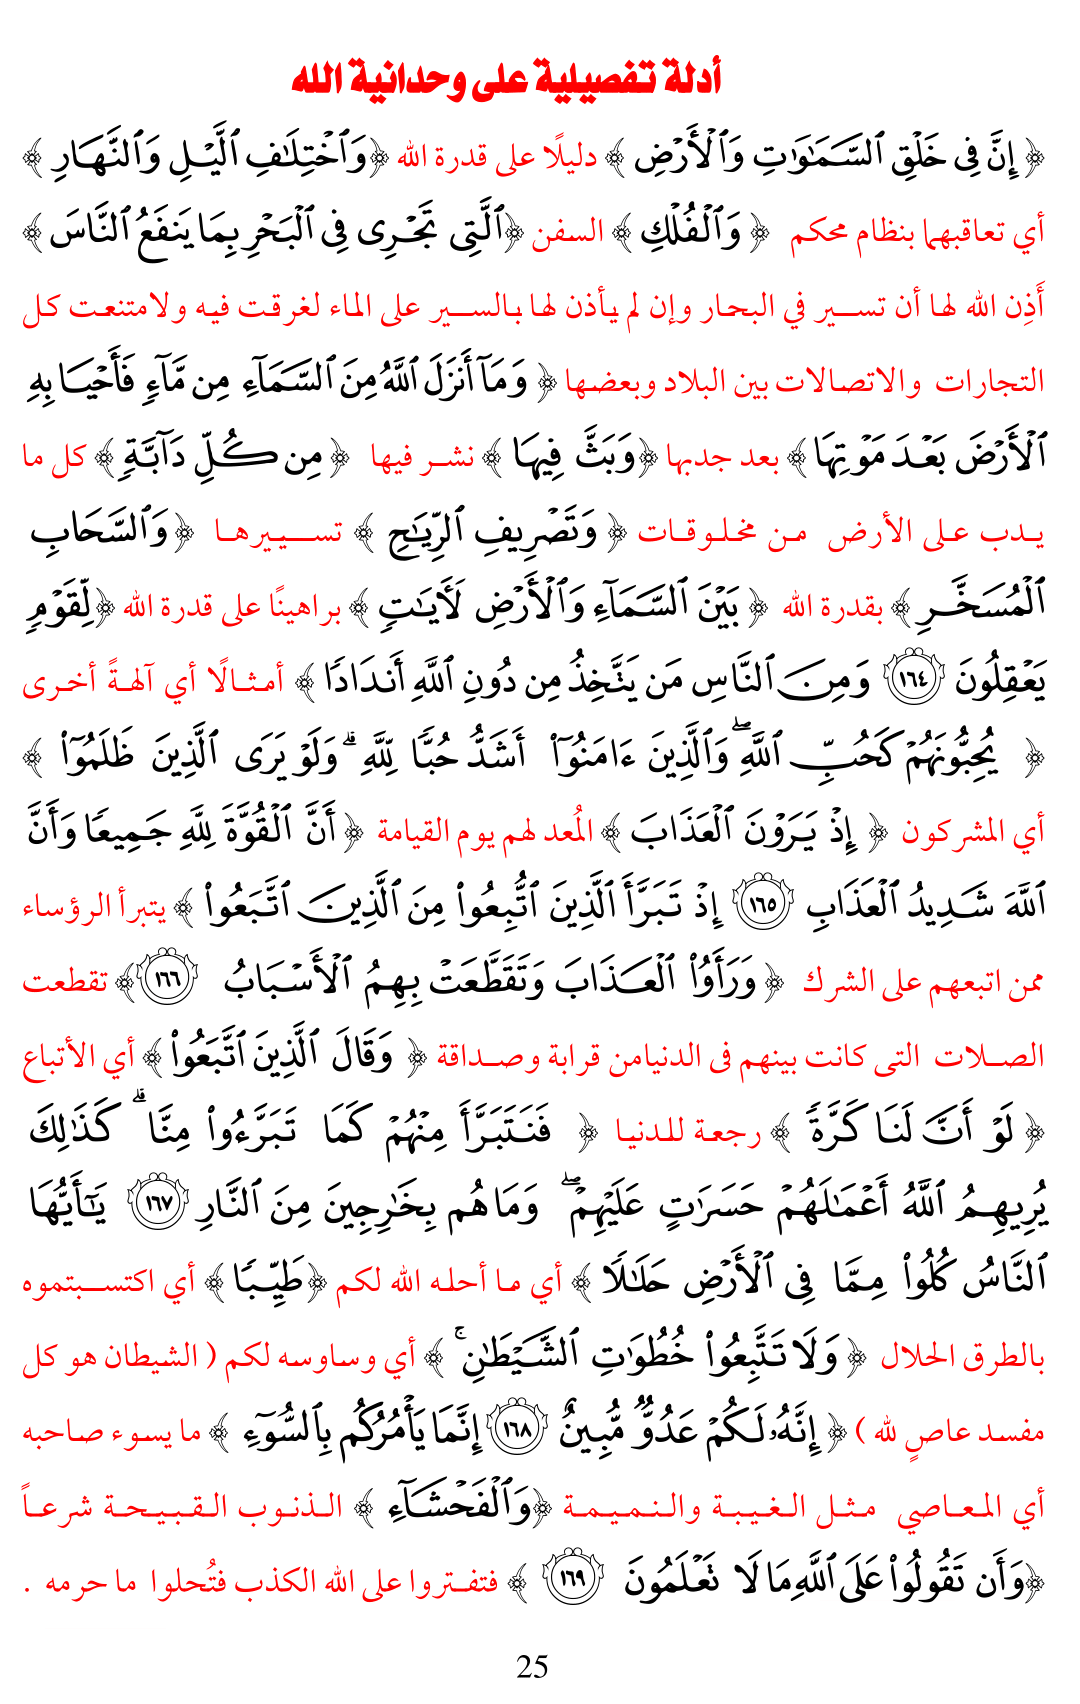 أدلة تفصيلية على وحدانية الله
﴿ إِنَّ فِى خَلْقِ ٱلسَّمَـٰوَٰتِ وَٱلْأَرْضِ ﴾ دليلًا على قدرة الله ﴿وَٱخْتِلَـٰفِ ٱلَّيْلِ وَٱلنَّهَارِ ﴾
أي تعاقبهما بنظام محكم ﴿ وَٱلْفُلْكِ ﴾ السفن ﴿ٱلَّتِى تَجْرِى فِى ٱلْبَحْرِ بِمَا يَنفَعُ ٱلنَّاسَ ﴾
أَذِن الله لها أن تسير في البحار وإن لم يأذن لها بالسير على الماء لغرقت فيه ولامتنعت كل
التجارات والاتصالات بين البلاد وبعضها ﴿ وَمَآ أَنزَلَ ٱللَّهُ مِنَ ٱلسَّمَآءِ مِن مَّآءٍ فَأَحْيَا بِهِ
ٱلْأَرْضَ بَعْدَ مَوْتِهَا ﴾ بعد جدبها ﴿وَبَثَّ فِيهَا ﴾ نشر فيها ﴿ مِن كُلِّ دَآبَّةٍ ﴾ كل ما
يدب على الأرض من مخلوقات ﴿ وَتَصْرِيفِ ٱلرِّيَـٰحِ ﴾ تسييرها ﴿ وَٱلسَّحَابِ
ٱلْمُسَخَّرِ ﴾ بقدرة الله ﴿ بَيْنَ ٱلسَّمَآءِ وَٱلْأَرْضِ لَـَٔايَـٰتٍ ﴾ براهينًا على قدرة الله ﴿لِّقَوْمٍ
يَعْقِلُونَ ١٦٤ وَمِنَ ٱلنَّاسِ مَن يَتَّخِذُ مِن دُونِ ٱللَّهِ أَندَادًا ﴾ أمثالًا أي آلهةً أخرى
﴿ يُحِبُّونَهُمْ كَحُبِّ ٱللَّهِ ۖ وَٱلَّذِينَ ءَامَنُوٓا۟ أَشَدُّ حُبًّا لِّلَّهِ ۗ وَلَوْ يَرَى ٱلَّذِينَ ظَلَمُوٓا۟ ﴾
أي المشركون ﴿ إِذْ يَرَوْنَ ٱلْعَذَابَ ﴾ المُعد لهم يوم القيامة ﴿ أَنَّ ٱلْقُوَّةَ لِلَّهِ جَمِيعًا وَأَنَّ
ٱللَّهَ شَدِيدُ ٱلْعَذَابِ ١٦٥ إِذْ تَبَرَّأَ ٱلَّذِينَ ٱتُّبِعُوا۟ مِنَ ٱلَّذِينَ ٱتَّبَعُوا۟ ﴾ يتبرأ الرؤساء
ممن اتبعهم على الشرك ﴿ وَرَأَوُا۟ ٱلْعَذَابَ وَتَقَطَّعَتْ بِهِمُ ٱلْأَسْبَابُ ١٦٦ ﴾ تقطعت
الصلات التى كانت بينهم فى الدنيامن قرابة وصداقة ﴿ وَقَالَ ٱلَّذِينَ ٱتَّبَعُوا۟ ﴾ أي الأتباع
﴿ لَوْ أَنَّ لَنَا كَرَّةً ﴾ رجعة للدنيا ﴿ فَنَتَبَرَّأَ مِنْهُمْ كَمَا تَبَرَّءُوا۟ مِنَّا ۗ كَذَٰلِكَ
يُرِيهِمُ ٱللَّهُ أَعْمَـٰلَهُمْ حَسَرَٰتٍ عَلَيْهِمْ ۖ وَمَا هُم بِخَـٰرِجِينَ مِنَ ٱلنَّارِ ١٦٧ يَـٰٓأَيُّهَا
ٱلنَّاسُ كُلُوا۟ مِمَّا فِى ٱلْأَرْضِ حَلَـٰلًا ﴾ أي ما أحله الله لكم ﴿طَيِّبًا ﴾ أي اكتسبتموه
بالطرق الحلال ﴿ وَلَا تَتَّبِعُوا۟ خُطُوَٰتِ ٱلشَّيْطَـٰنِ ۚ ﴾ أي وساوسه لكم ( الشيطان هو كل
مفسد عاصٍ لله ) ﴿ إِنَّهُۥ لَكُمْ عَدُوٌّ مُّبِينٌ ١٦٨ إِنَّمَا يَأْمُرُكُم بِٱلسُّوٓءِ ﴾ ما يسوء صاحبه
أي المعاصي مثل الغيبة والنميمة ﴿وَٱلْفَحْشَآءِ ﴾ الذنوب القبيحة شرعاً
﴿وَأَن تَقُولُوا۟ عَلَى ٱللَّهِ مَا لَا تَعْلَمُونَ ١٦٩ ﴾ فتفتروا على الله الكذب فتُحلوا ما حرمه .
25